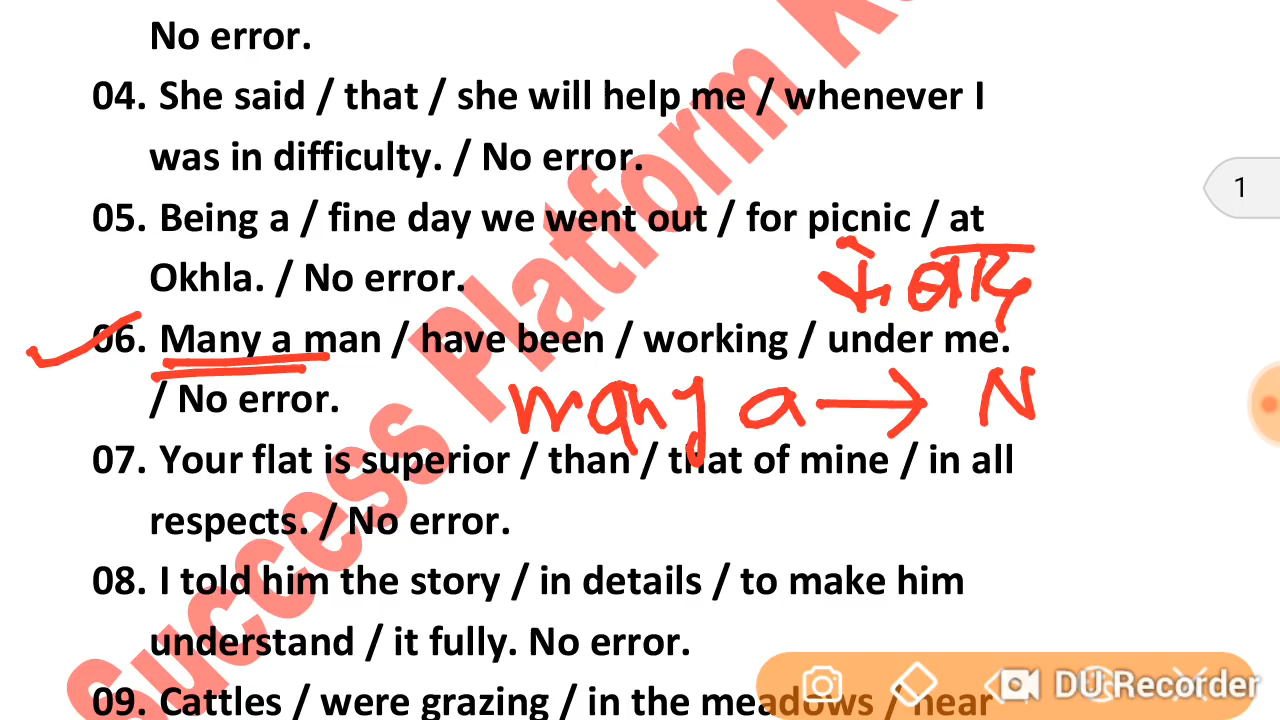 No error.
04. She said / that / she will help me / whenever I
was in difficulty. / No error.
05. Being a / fine day we went out / for picnic / at
Okhla. / No error.
के बाद
06. Many a man / have been / working / under me.
/ No error.
many a → N
07. Your flat is superior / than / that of mine / in all
respects. / No error.
08. I told him the story / in details / to make him
understand / it fully. No error.
09. Cattles / were grazing / in the meadows / near
1
Success Platform
DU Recorder